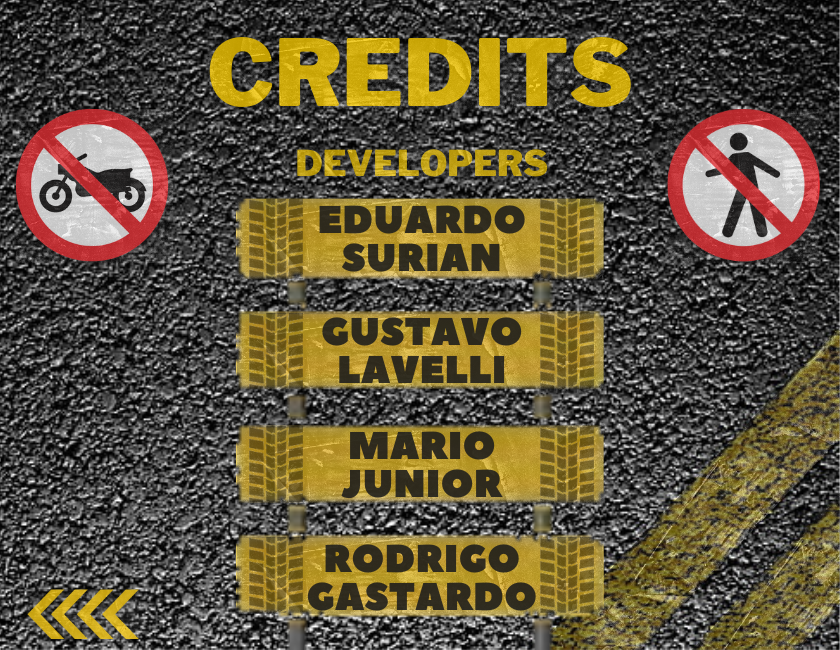 CREDITS
DEVELOPERS
EDUARDO
SURIAN
GUSTAVO
LAVELLI
MARIO
JUNIOR
RODRIGO
GASTARDO